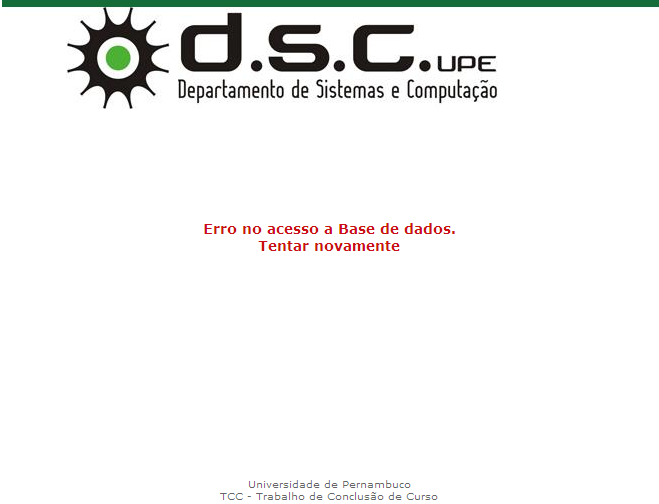 d.s.c.UPE
Departamento de Sistemas e Computação
Erro no acesso a Base de dados.
Tentar novamente
Universidade de Pernambuco
TCC - Trabalho de Conclusão de Curso